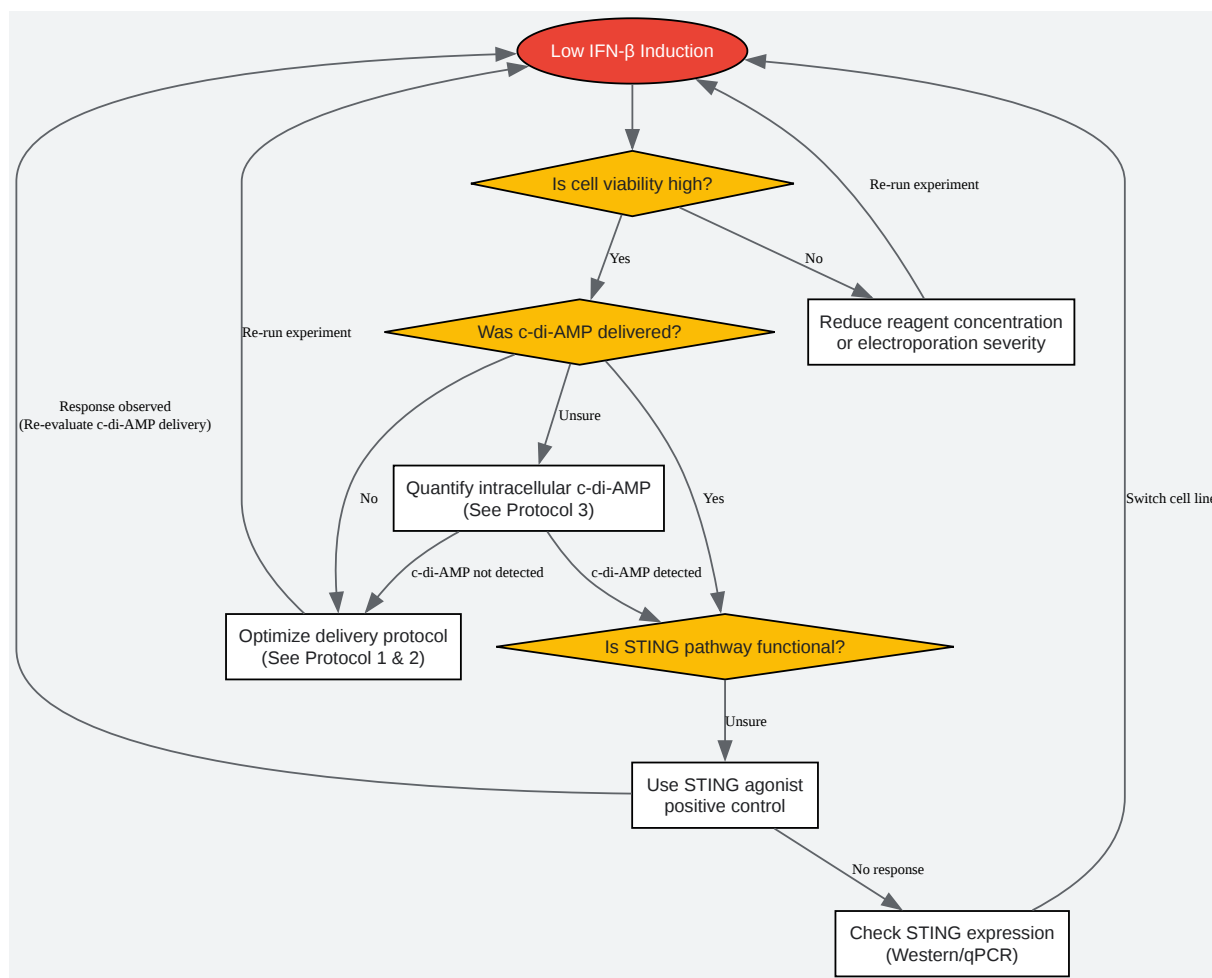 Low IFN-β Induction
Is cell viability high?
Re-run experiment
Yes
No
Was c-di-AMP delivered?
Reduce reagent concentration
or electroporation severity
Re-run experiment
Response observed
(Re-evaluate c-di-AMP delivery)
Unsure
Quantify intracellular c-di-AMP
(See Protocol 3)
No
Yes
Switch cell line
c-di-AMP not detected
c-di-AMP detected
Optimize delivery protocol
(See Protocol 1 & 2)
Is STING pathway functional?
Unsure
Use STING agonist
positive control
No response
Check STING expression
(Western/qPCR)